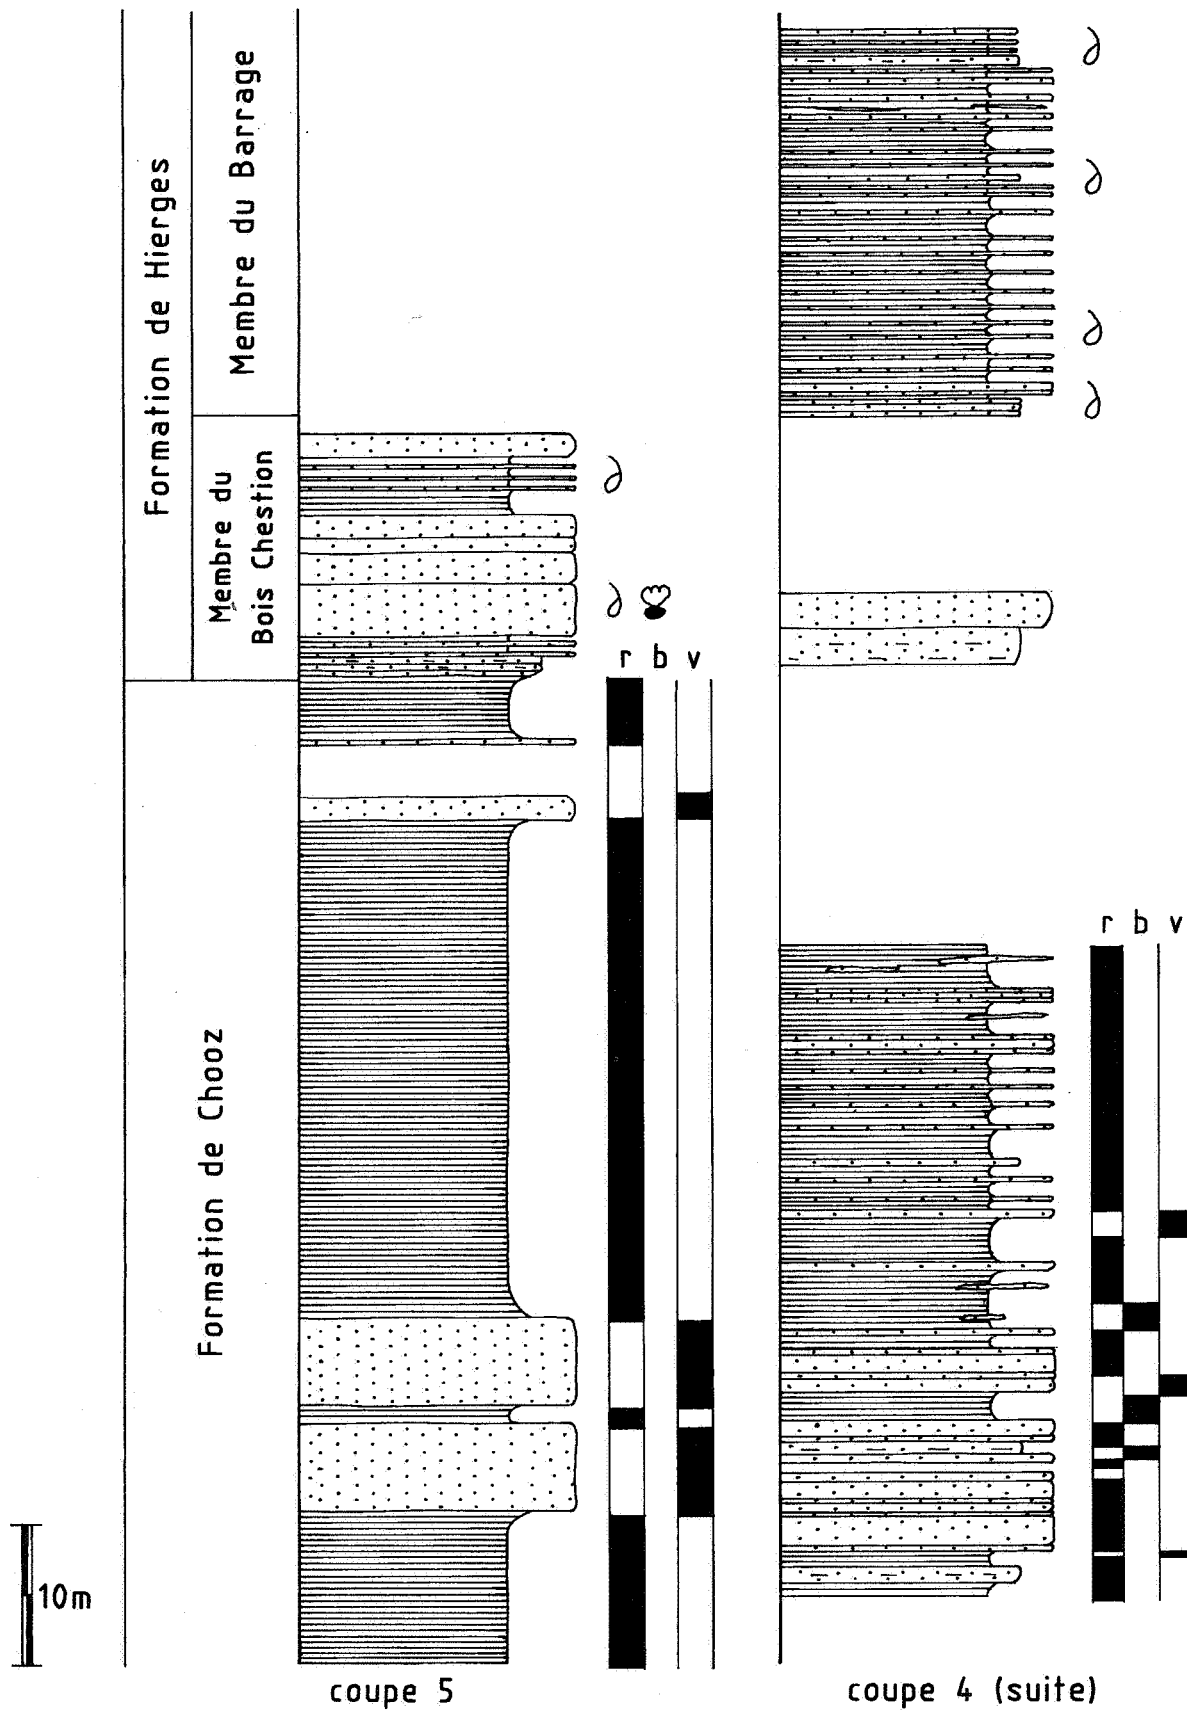 Formation de Hierges
Membre du Barrage
Membre du
Bois Chestion
r b v
Formation de Chooz
r b v
10m
coupe 5
coupe 4 (suite)